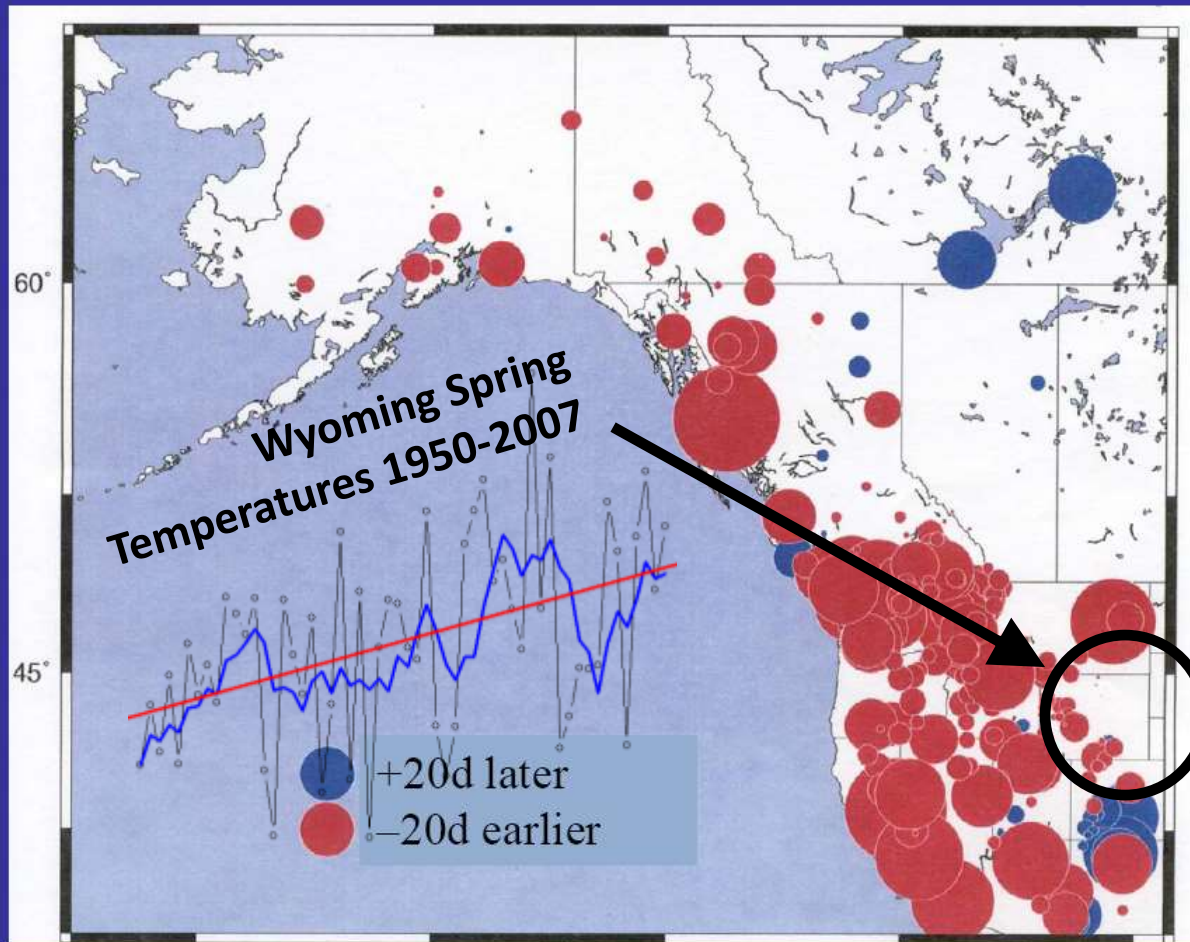 60°
Wyoming Spring
Temperatures 1950-2007
45°
+20d later
–20d earlier